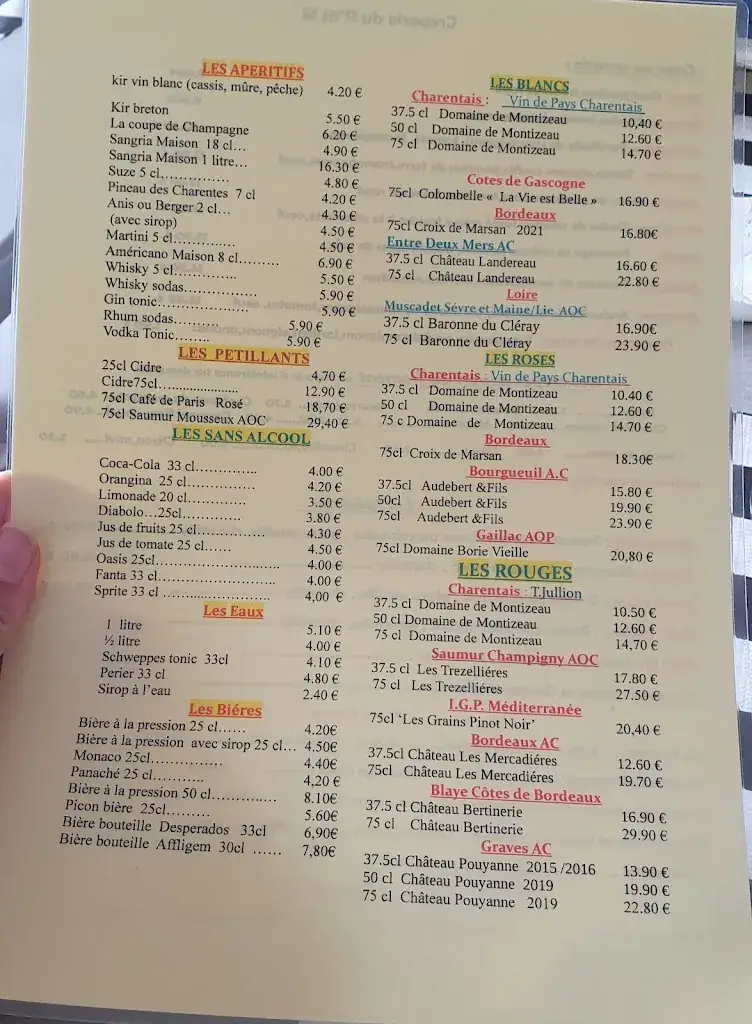 LES APERITIFS
kir vin blanc (cassis, mûre, pêche) 4.20 €
Kir breton 5.50 €
La coupe de Champagne 6.20 €
Sangria Maison 18 cl... 4.90 €
Sangria Maison 1 litre... 16.30 €
Suze 5 cl............. 4.80 €
Pineau des Charentes 7 cl 4.20 €
Anis ou Berger 2 cl... 4.30 €
(avec sirop) 4.50 €
Martini 5 cl.............. 4.50 €
Américano Maison 8 cl......... 6.90 €
Whisky 5 cl................ 5.50 €
Whisky sodas................. 5.90 €
Gin tonic.................... 5.90 €
Rhum sodas.......... 5.90 €
Vodka Tonic........ 5.90 €
LES PETILLANTS
25cl Cidre 4,70 €
Cidre75cl...................... 12.90 €
75cl Café de Paris Rosé 18,70 €
75cl Saumur Mousseux AOC 29,40 €
LES SANS ALCOOL
Coca-Cola 33 cl.............. 4.00 €
Orangina 25 cl............. 4.20 €
Limonade 20 cl............. 3.50 €
Diabolo...25cl............. 3.80 €
Jus de fruits 25 cl............. 4.30 €
Jus de tomate 25 cl...... 4.50 €
Oasis 25cl........................... 4.00 €
Fanta 33 cl......................... 4.00 €
Sprite 33 cl ...................... 4,00 €
Les Eaux
1 litre 5.10 €
½ litre 4.00 €
Schweppes tonic 33cl 4.10 €
Perier 33 cl 4.80 €
Sirop à l'eau 2.40 €
Les Biéres
Bière à la pression 25 cl...... 4.20€
Bière à la pression avec sirop 25 cl... 4.50€
Monaco 25cl............... 4.40€
Panaché 25 cl........... 4,20 €
Bière à la pression 50 cl............. 8.10€
Picon bière 25cl......... 5.60€
Bière bouteille Desperados 33cl 6,90€
Bière bouteille Affligem 30cl ...... 7,80€
LES BLANCS
Charentais : Vin de Pays Charentais
37.5 cl Domaine de Montizeau 10,40 €
50 cl Domaine de Montizeau 12.60 €
75 cl Domaine de Montizeau 14.70 €
Cotes de Gascogne
75cl Colombelle « La Vie est Belle » 16.90 €
Bordeaux
75cl Croix de Marsan 2021 16.80€
Entre Deux Mers AC
37.5 cl Château Landereau 16.60 €
75 cl Château Landereau 22.80 €
Loire
Muscadet Sévre et Maine/Lie AOC
37.5 cl Baronne du Cléray 16.90€
75 cl Baronne du Cléray 23.90 €
LES ROSES
Charentais : Vin de Pays Charentais
37.5 cl Domaine de Montizeau 10.40 €
50 cl Domaine de Montizeau 12.60 €
75 c Domaine de Montizeau 14.70 €
Bordeaux
75cl Croix de Marsan 18.30€
Bourgueuil A.C
37.5cl Audebert &Fils 15.80 €
50cl Audebert &Fils 19.90 €
75cl Audebert &Fils 23.90 €
Gaillac AOP
75cl Domaine Borie Vieille 20,80 €
LES ROUGES
Charentais : T.Jullion
37.5 cl Domaine de Montizeau 10.50 €
50 cl Domaine de Montizeau 12.60 €
75 cl Domaine de Montizeau 14,70 €
Saumur Champigny AOC
37.5 cl Les Trezelliéres 17.80 €
75 cl Les Trezelliéres 27.50 €
I.G.P. Méditerranée
75cl 'Les Grains Pinot Noir' 20,40 €
Bordeaux AC
37.5cl Château Les Mercadiéres 12.60 €
75cl Château Les Mercadiéres 19.70 €
Blaye Côtes de Bordeaux
37.5 cl Château Bertinerie 16.90 €
75 cl Château Bertinerie 29.90 €
Graves AC
37.5cl Château Pouyanne 2015 /2016 13.90 €
50 cl Château Pouyanne 2019 19.90 €
75 cl Château Pouyanne 2019 22.80 €